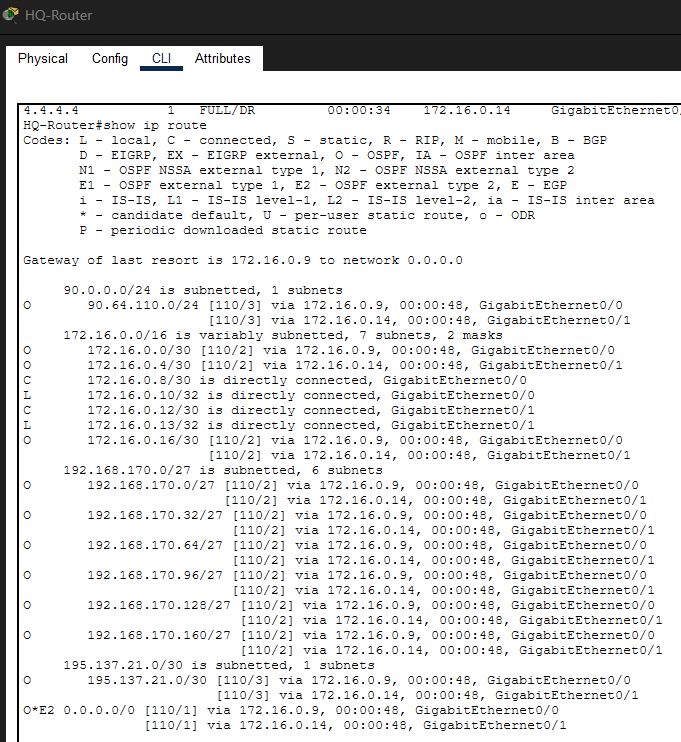 HQ-Router
Physical Config CLI Attributes
4.4.4.4 1 FULL/DR 00:00:34 172.16.0.14 GigabitEthernet0
HQ-Router#show ip route
Codes: L - local, C - connected, S - static, R - RIP, M - mobile, B - BGP
D - EIGRP, EX - EIGRP external, O - OSPF, IA - OSPF inter area
N1 - OSPF NSSA external type 1, N2 - OSPF NSSA external type 2
E1 - OSPF external type 1, E2 - OSPF external type 2, E - EGP
i - IS-IS, L1 - IS-IS level-1, L2 - IS-IS level-2, ia - IS-IS inter area
* - candidate default, U - per-user static route, o - ODR
P - periodic downloaded static route
Gateway of last resort is 172.16.0.9 to network 0.0.0.0
90.0.0.0/24 is subnetted, 1 subnets
O 90.64.110.0/24 [110/3] via 172.16.0.9, 00:00:48, GigabitEthernet0/0
[110/3] via 172.16.0.14, 00:00:48, GigabitEthernet0/1
172.16.0.0/16 is variably subnetted, 7 subnets, 2 masks
O 172.16.0.0/30 [110/2] via 172.16.0.9, 00:00:48, GigabitEthernet0/0
O 172.16.0.4/30 [110/2] via 172.16.0.14, 00:00:48, GigabitEthernet0/1
C 172.16.0.8/30 is directly connected, GigabitEthernet0/0
L 172.16.0.10/32 is directly connected, GigabitEthernet0/0
C 172.16.0.12/30 is directly connected, GigabitEthernet0/1
L 172.16.0.13/32 is directly connected, GigabitEthernet0/1
O 172.16.0.16/30 [110/2] via 172.16.0.9, 00:00:48, GigabitEthernet0/0
[110/2] via 172.16.0.14, 00:00:48, GigabitEthernet0/1
192.168.170.0/27 is subnetted, 6 subnets
O 192.168.170.0/27 [110/2] via 172.16.0.9, 00:00:48, GigabitEthernet0/0
[110/2] via 172.16.0.14, 00:00:48, GigabitEthernet0/1
O 192.168.170.32/27 [110/2] via 172.16.0.9, 00:00:48, GigabitEthernet0/0
[110/2] via 172.16.0.14, 00:00:48, GigabitEthernet0/1
O 192.168.170.64/27 [110/2] via 172.16.0.9, 00:00:48, GigabitEthernet0/0
[110/2] via 172.16.0.14, 00:00:48, GigabitEthernet0/1
O 192.168.170.96/27 [110/2] via 172.16.0.9, 00:00:48, GigabitEthernet0/0
[110/2] via 172.16.0.14, 00:00:48, GigabitEthernet0/1
O 192.168.170.128/27 [110/2] via 172.16.0.9, 00:00:48, GigabitEthernet0/0
[110/2] via 172.16.0.14, 00:00:48, GigabitEthernet0/1
O 192.168.170.160/27 [110/2] via 172.16.0.9, 00:00:48, GigabitEthernet0/0
[110/2] via 172.16.0.14, 00:00:48, GigabitEthernet0/1
195.137.21.0/30 is subnetted, 1 subnets
O 195.137.21.0/30 [110/3] via 172.16.0.9, 00:00:48, GigabitEthernet0/0
[110/3] via 172.16.0.14, 00:00:48, GigabitEthernet0/1
O*E2 0.0.0.0/0 [110/1] via 172.16.0.9, 00:00:48, GigabitEthernet0/0
[110/1] via 172.16.0.14, 00:00:48, GigabitEthernet0/1